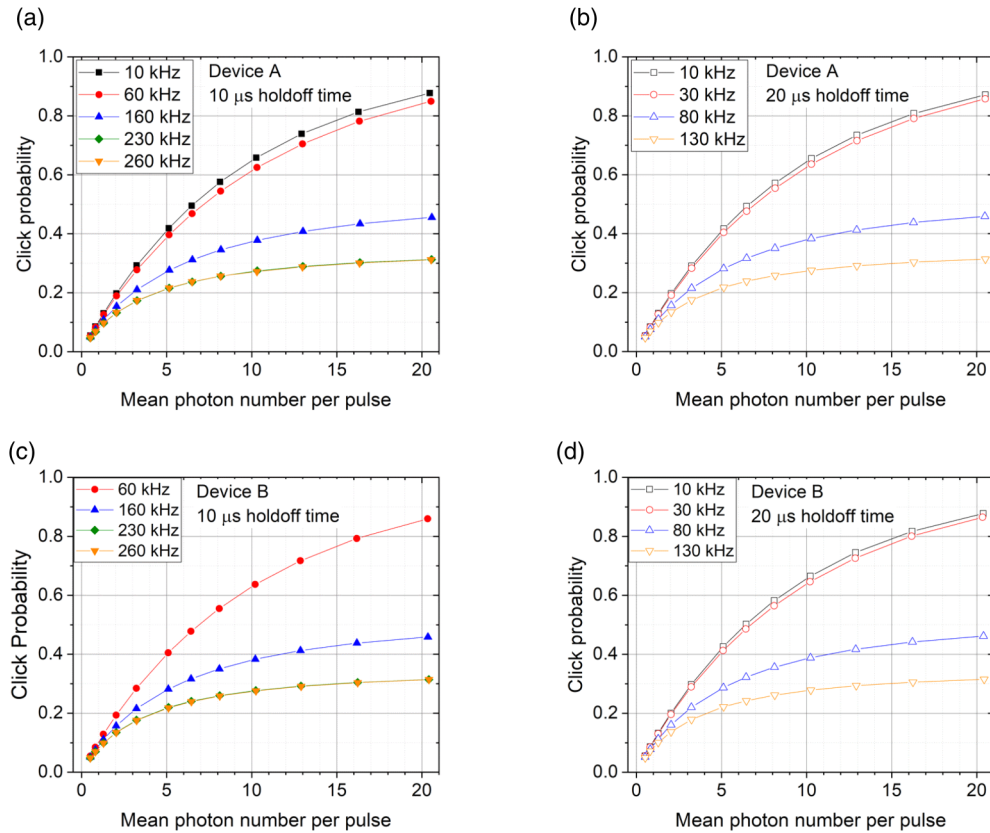 (a)
1.0
0.8
0.6
0.4
0.2
0.0
Click probability
10 kHz
60 kHz
160 kHz
230 kHz
260 kHz
Device A
10 μs holdoff time
0 5 10 15 20
Mean photon number per pulse
(b)
1.0
0.8
0.6
0.4
0.2
0.0
Click probability
10 kHz
30 kHz
80 kHz
130 kHz
Device A
20 μs holdoff time
0 5 10 15 20
Mean photon number per pulse
(c)
1.0
0.8
0.6
0.4
0.2
0.0
Click Probability
60 kHz
160 kHz
230 kHz
260 kHz
Device B
10 μs holdoff time
0 5 10 15 20
Mean photon number per pulse
(d)
1.0
0.8
0.6
0.4
0.2
0.0
Click probability
10 kHz
30 kHz
80 kHz
130 kHz
Device B
20 μs holdoff time
0 5 10 15 20
Mean photon number per pulse